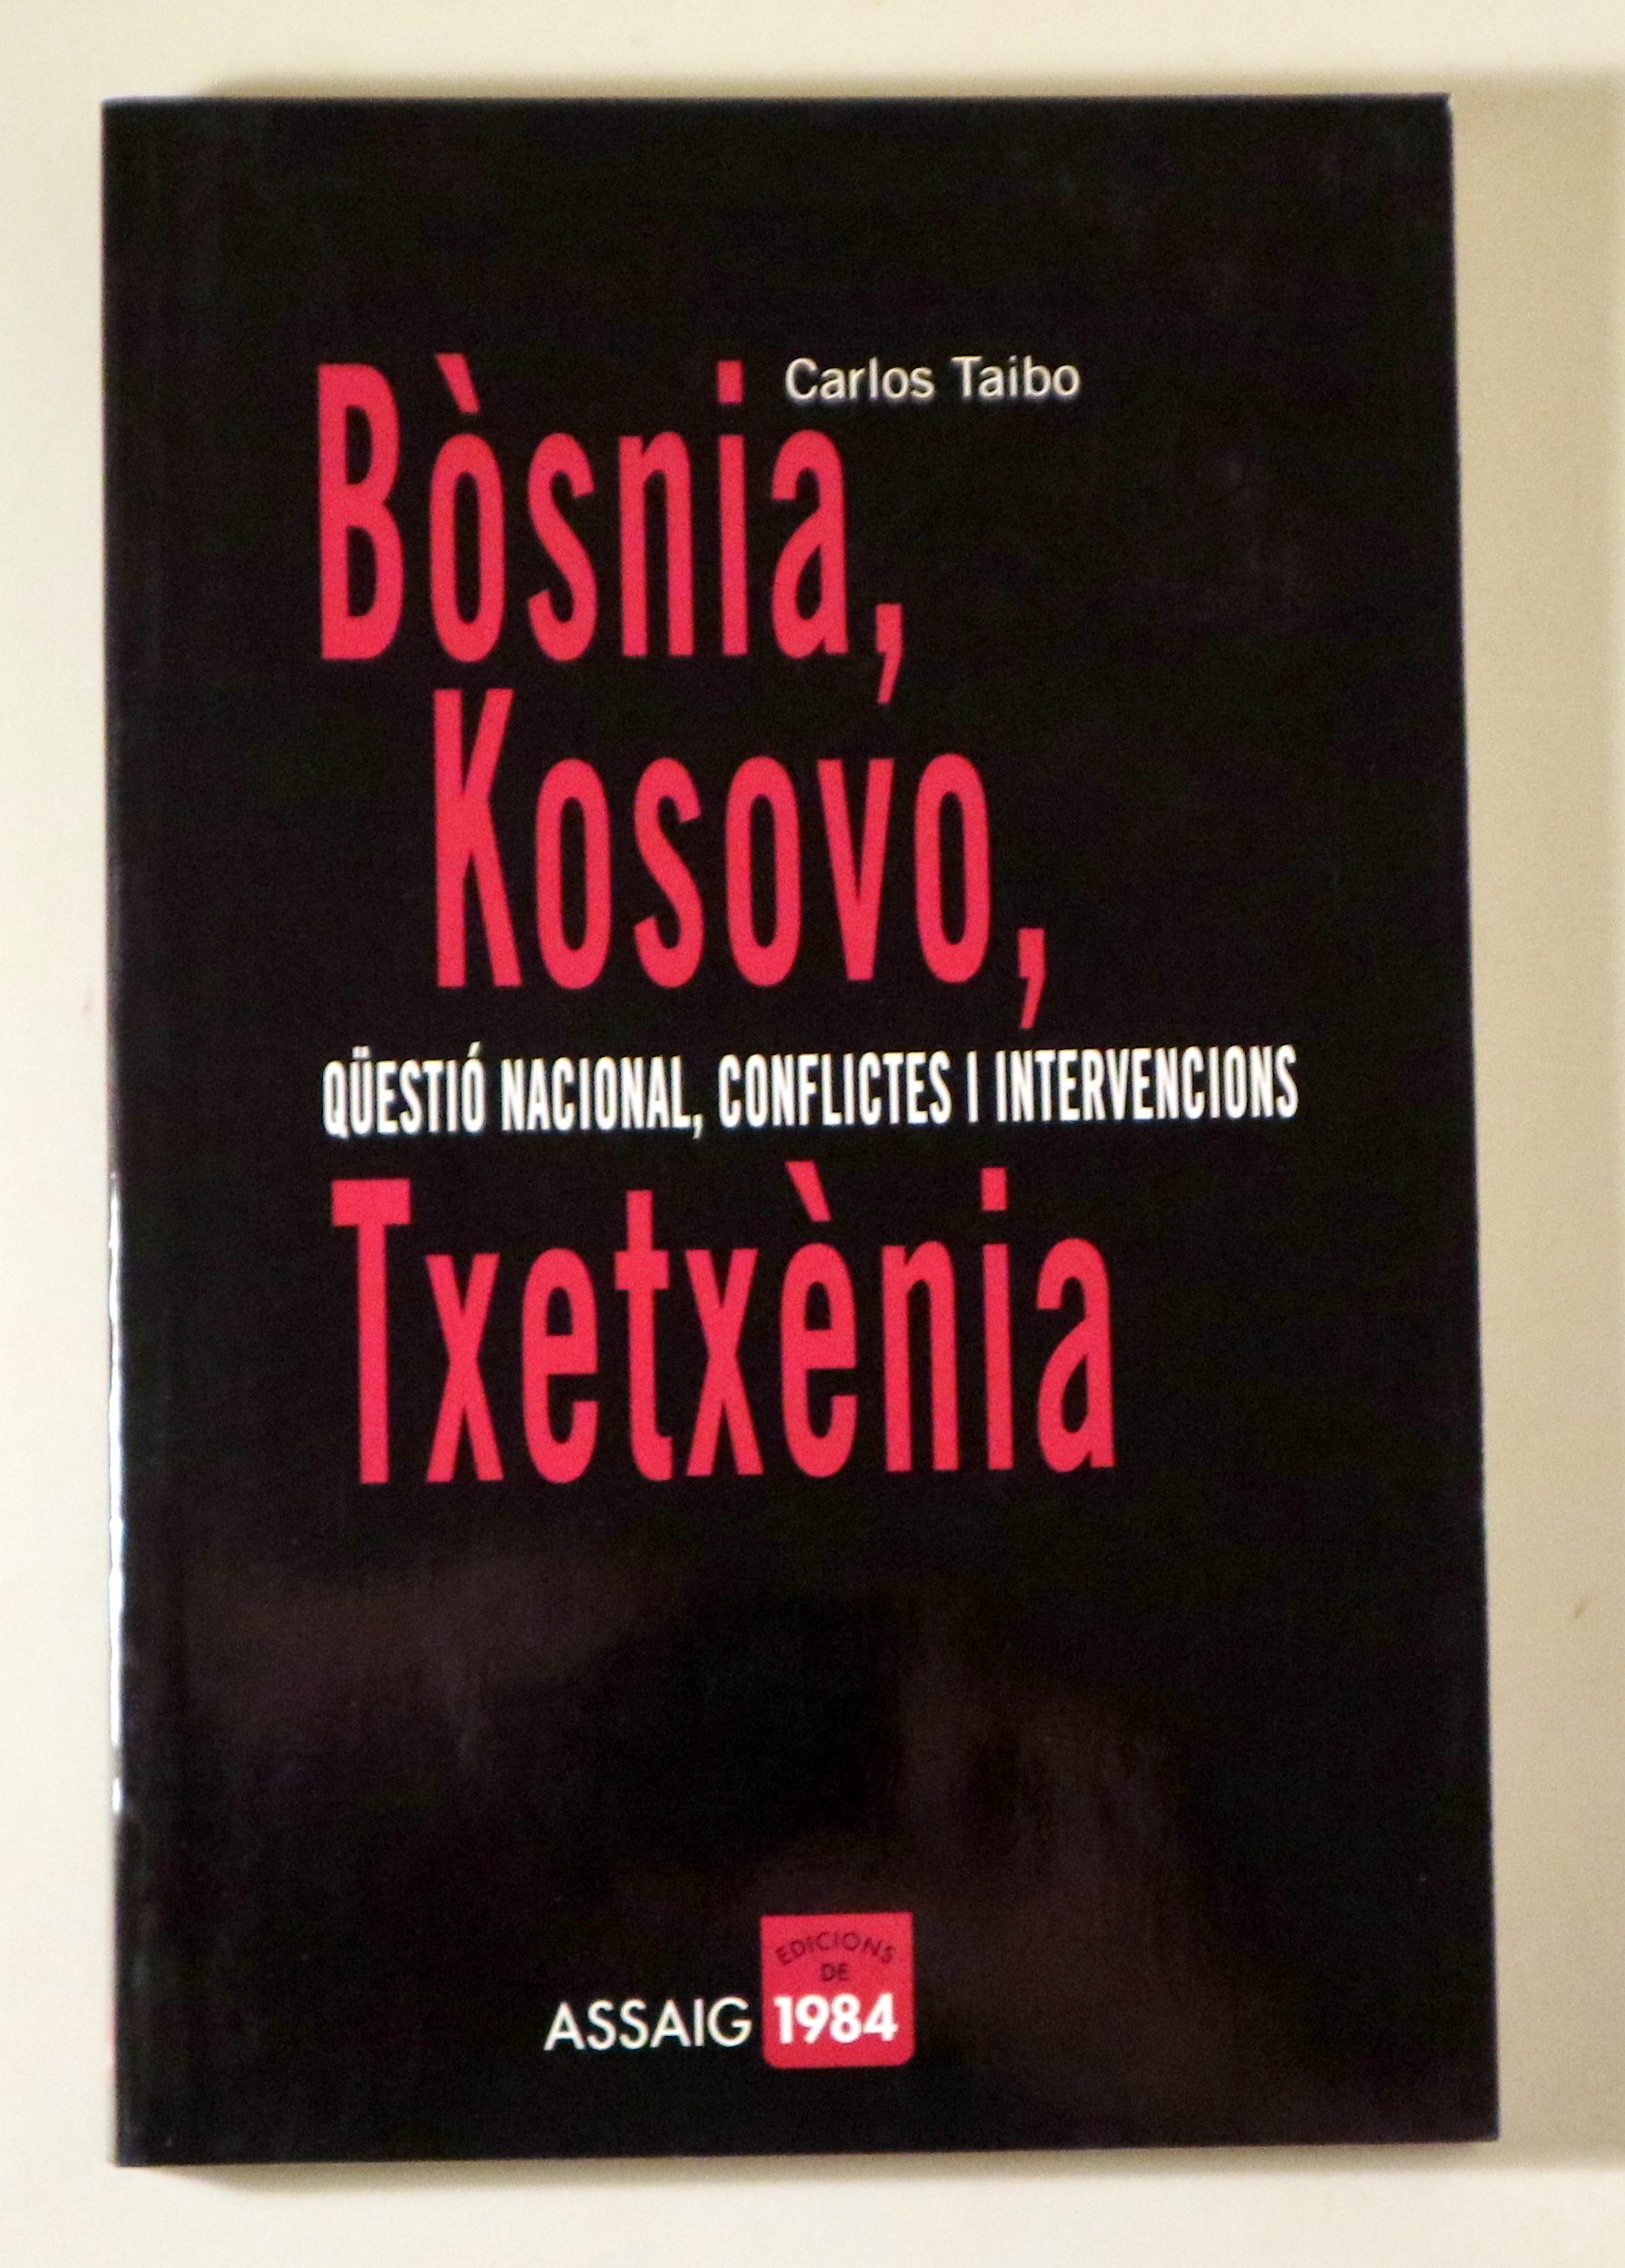 Carlos Taibo
Bòsnia,
Kosovo,
QÜESTIÓ NACIONAL, CONFLICTES I INTERVENCIONS
Txetxènia
EDICIONS
DE
ASSAIG 1984